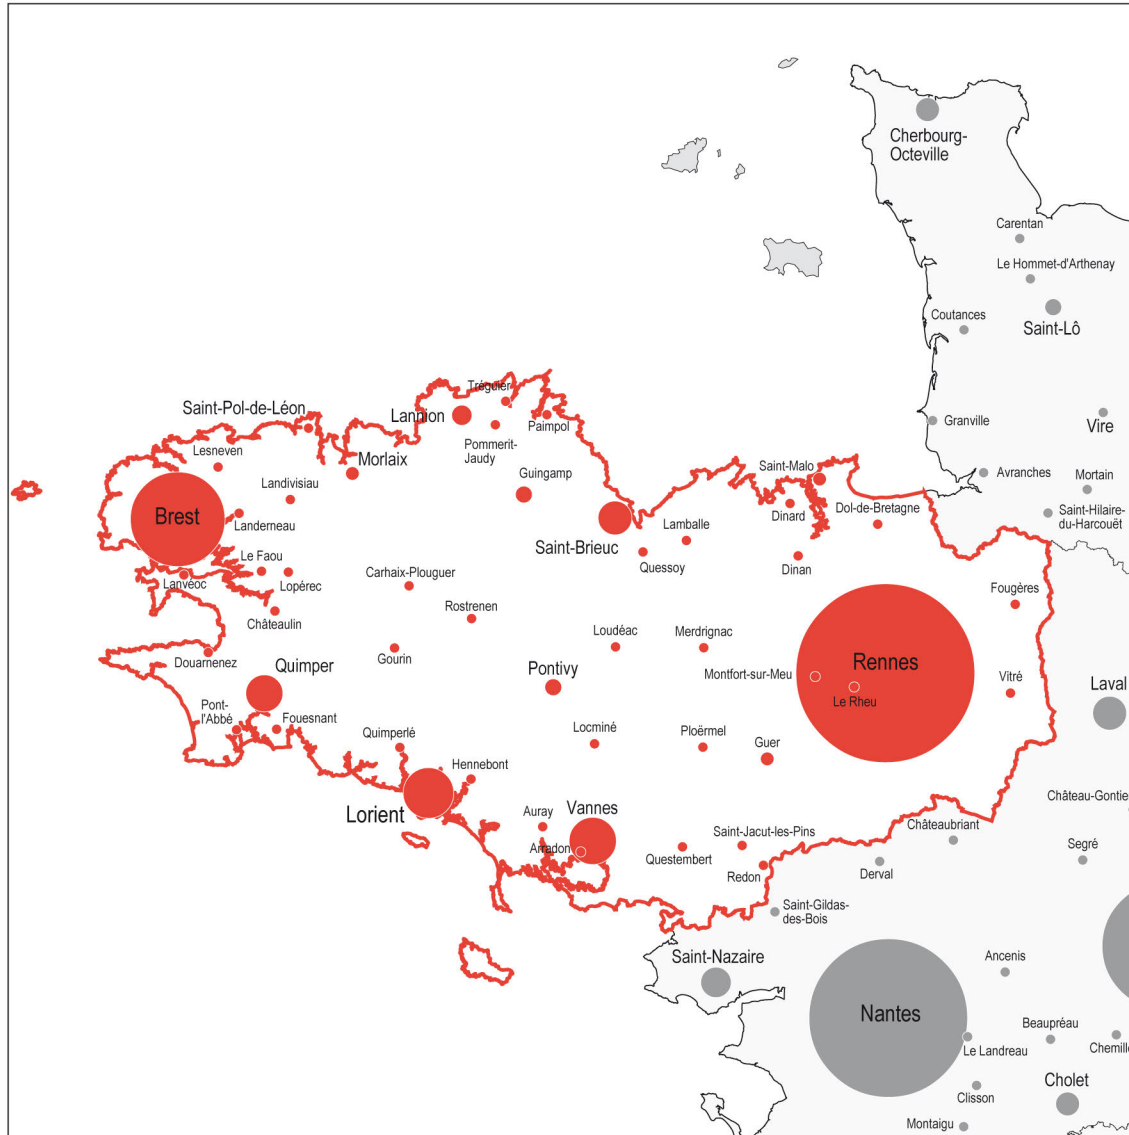 Cherbourg-
Octeville
Carentan
Le Hommet-d'Arthenay
Coutances
Saint-Lô
Tréguier
Saint-Pol-de-Léon
Lannion
Paimpol
Granville
Vire
Pommerit-
Jaudy
Lesneven
Morlaix
Saint-Malo
Avranches
Mortain
Guingamp
Landivisiau
Dinard
Dol-de-Bretagne
Saint-Hilaire-
du-Harcouët
Brest
Landerneau
Lamballe
Saint-Brieuc
Le Faou
Quessoy
Dinan
Lanvéoc
Lopérec
Carhaix-Plouguer
Fougères
Rostrenen
Châteaulin
Loudéac
Merdrignac
Gourin
Douarnenez
Quimper
Pontivy
Rennes
Montfort-sur-Meu
Vitré
Laval
Le Rheu
Pont-
l'Abbé
Fouesnant
Quimperlé
Locminé
Ploërmel
Guer
Hennebont
Château-Gontie
Lorient
Vannes
Auray
Châteaubriant
Saint-Jacut-les-Pins
Segré
Arradon
Questembert
Redon
Derval
Saint-Gildas-
des-Bois
Saint-Nazaire
Ancenis
Nantes
Beaupréau
Le Landreau
Chemillé
Cholet
Clisson
Montaigu